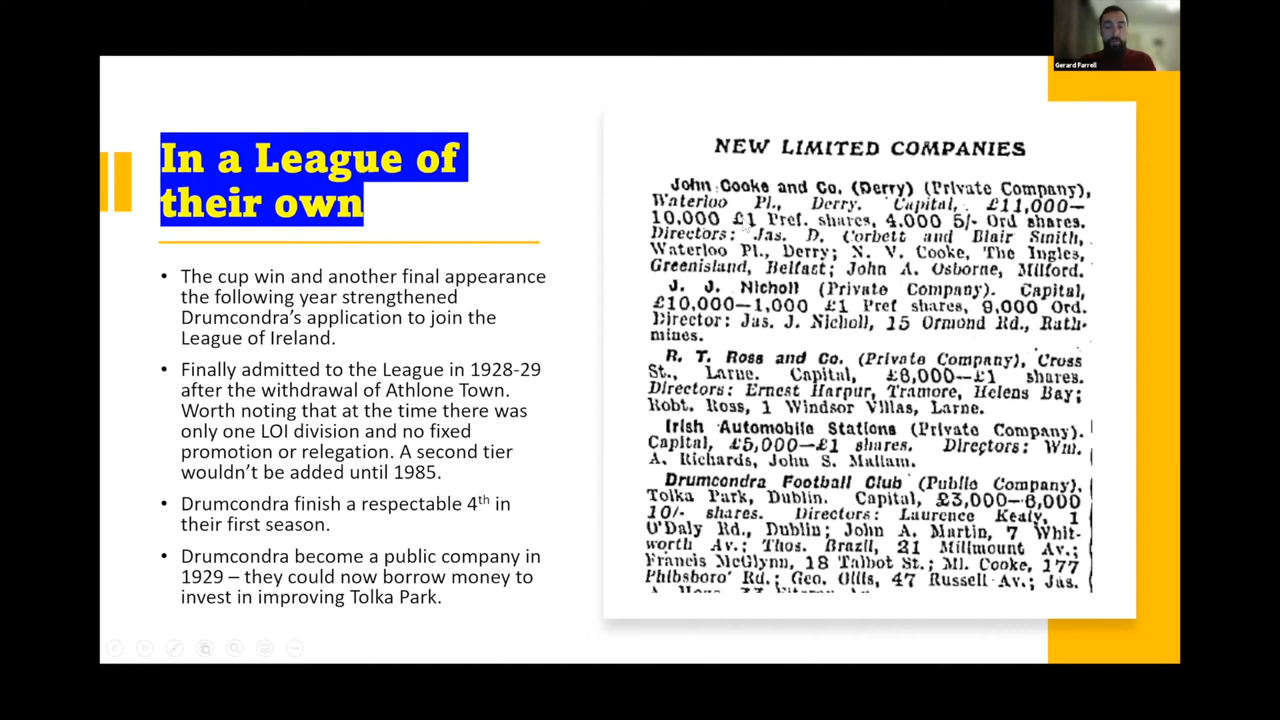 Gerard Farrell
In a League of
their own
• The cup win and another final appearance
the following year strengthened
Drumcondra's application to join the
League of Ireland.
• Finally admitted to the League in 1928-29
after the withdrawal of Athlone Town.
Worth noting that at the time there was
only one LOI division and no fixed
promotion or relegation. A second tier
wouldn't be added until 1985.
• Drumcondra finish a respectable 4th in
their first season.
• Drumcondra become a public company in
1929 – they could now borrow money to
invest in improving Tolka Park.
NEW LIMITED COMPANIES
John Cooke and Co. (Derry) (Private Company),
Waterloo Pl., Derry. Capital, £11,000—
10,000 £1 Pref. shares, 4,000 5/- Ord shares.
Directors: Jas. D. Corbett and Blair Smith,
Waterloo Pl., Derry; N. V. Cooke, The Ingles,
Greenisland, Belfast; John A. Osborne, Milford.
J. J. Nicholl (Private Company). Capital,
£10,000—1,000 £1 Pref shares, 9,000 Ord.
Director: Jas. J. Nicholl, 15 Ormond Rd., Rath-
mines.
R. T. Ross and Co. (Private Company), Cross
St., Larne. Capital, £6,000—£1 shares.
Directors: Ernest Harpur, Tramore, Helens Bay;
Robt. Ross, 1 Windsor Villas, Larne.
Irish Automobile Stations (Private Company).
Capital, £5,000—£1 shares. Directors: Wm.
A. Richards, John S. Mallam.
Drumcondra Football Club (Public Company),
Tolka Park, Dublin. Capital, £3,000—6,000
10/- shares. Directors: Laurence Kealy, 1
O'Daly Rd., Dublin; John A. Martin, 7 Whit-
worth Av.; Thos. Brazil, 21 Millmount Av.;
Francis McGlynn, 18 Talbot St.; Ml. Cooke, 177
Phibsboro' Rd.; Geo. Ollis, 47 Russell Av.; Jas.